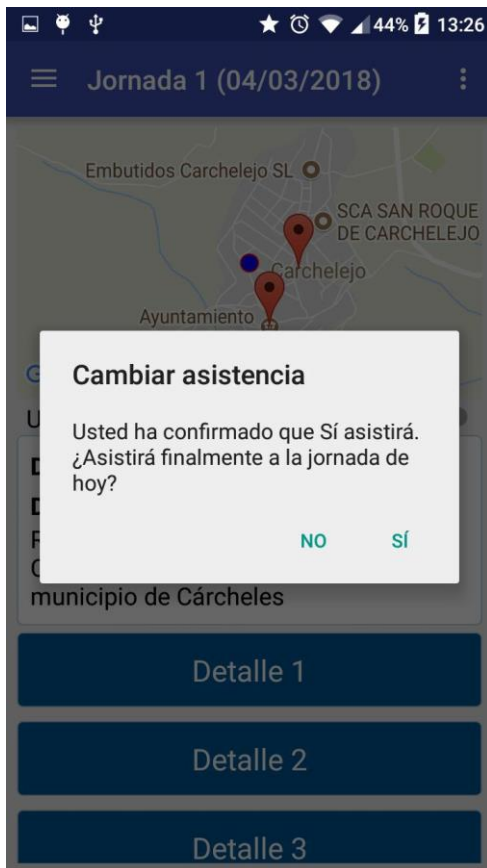 44% 13:26
Jornada 1 (04/03/2018)
Embutidos Carchelejo SL
SCA SAN ROQUE
DE CARCHELEJO
Carchelejo
Ayuntamiento
Cambiar asistencia
Usted ha confirmado que Sí asistirá.
¿Asistirá finalmente a la jornada de
hoy?
NO SÍ
municipio de Cárcheles
Detalle 1
Detalle 2
Detalle 3